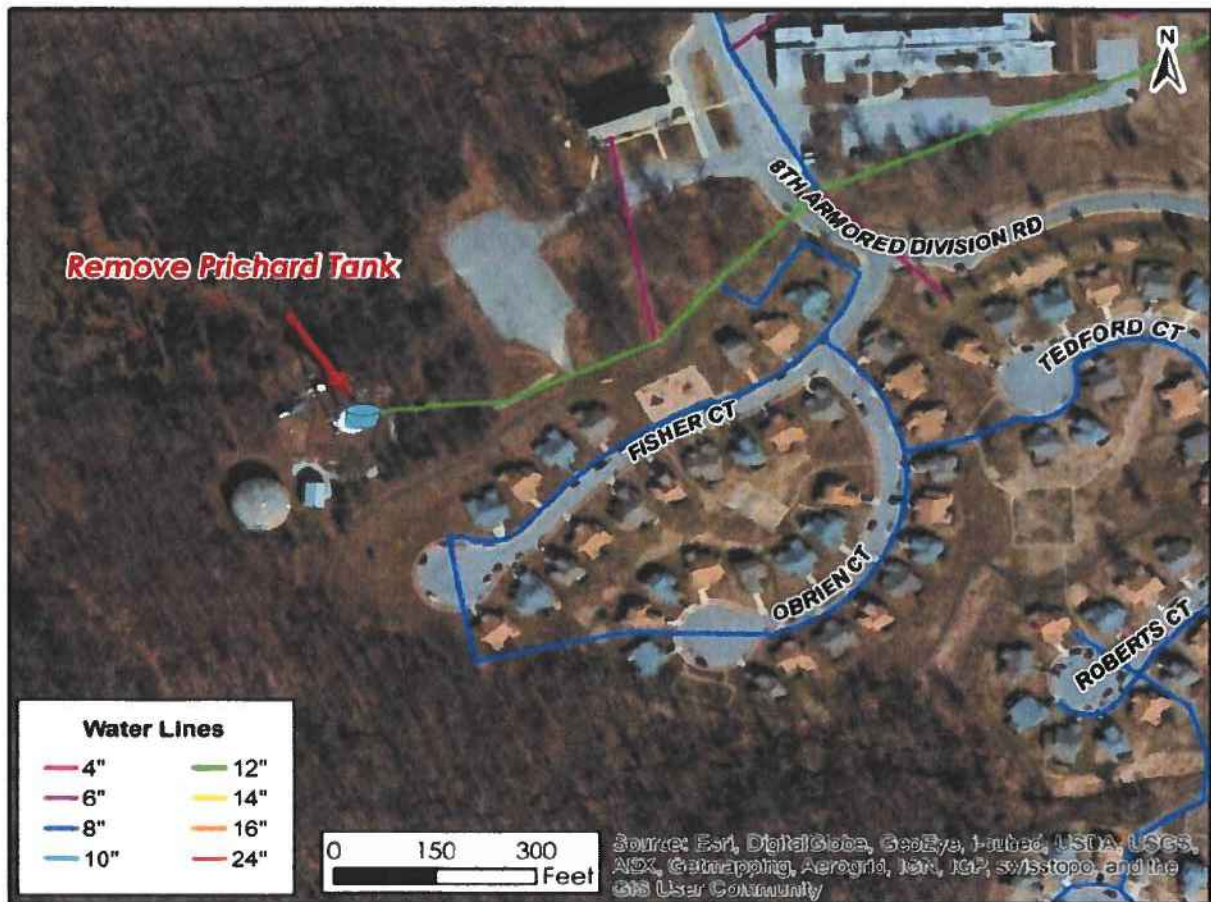 N
8TH ARMORED DIVISION RD
Remove Prichard Tank
TEDFORD CT
FISHER CT
OBRIEN CT
ROBERTS CT
Water Lines
4" 12"
6" 14"
8" 16"
10" 24"
0 150 300
Feet
Source: Esri, DigitalGlobe, GeoEye, i-cubed, USDA, USGS,
AEX, Getmapping, Aerogrid, IGN, IGP, swisstopo, and the
GIS User Community